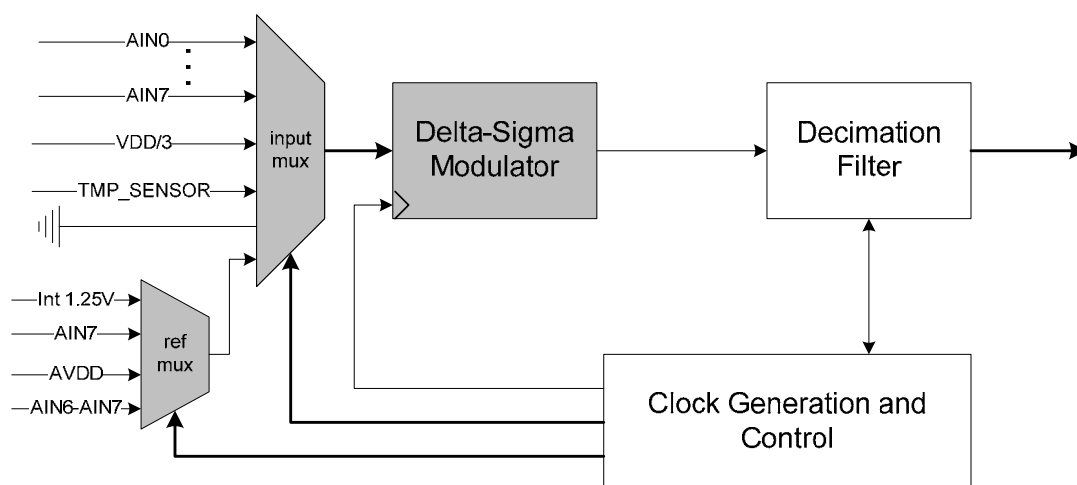 AIN0
AIN7
VDD/3
TMP_SENSOR
input
mux
Delta-Sigma
Modulator
Decimation
Filter
Int 1.25V
AIN7
AVDD
AIN6-AIN7
ref
mux
Clock Generation and
Control